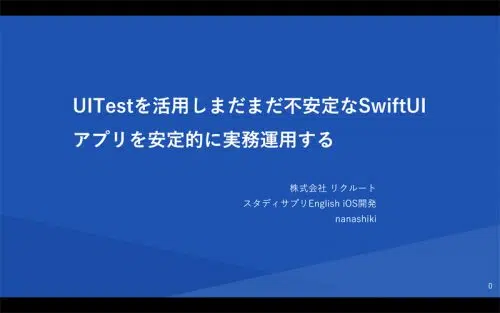 UITestを活用しまだまだ不安定なSwiftUI
アプリを安定的に実務運用する
株式会社 リクルート
スタディサプリEnglish iOS開発
nanashiki
0